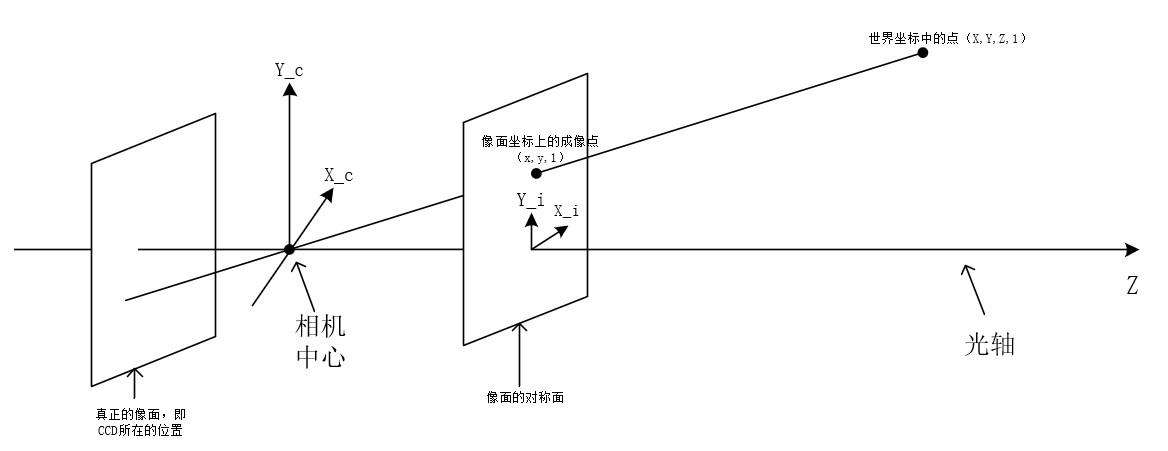 世界坐标中的点（X,Y,Z,1）
Y_c
像面坐标上的成像点
（x,y,1）
X_c
Y_i
X_i
Z
相机
中心
光轴
像面的对称面
真正的像面，即
CCD所在的位置